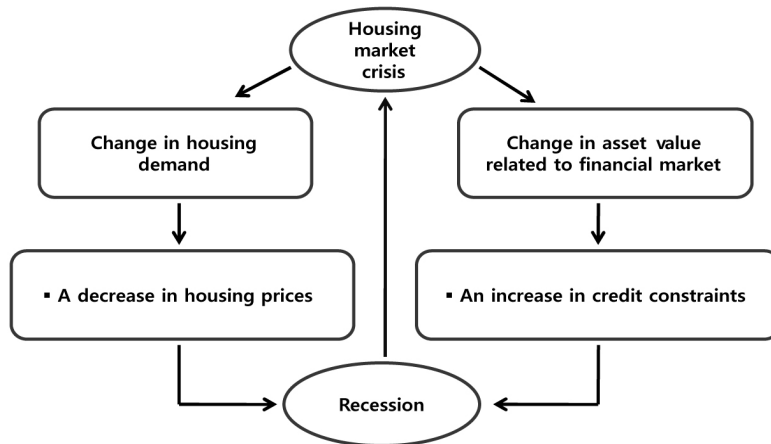 Housing
market
crisis
Change in housing
demand
Change in asset value
related to financial market
▪ A decrease in housing prices
▪ An increase in credit constraints
Recession